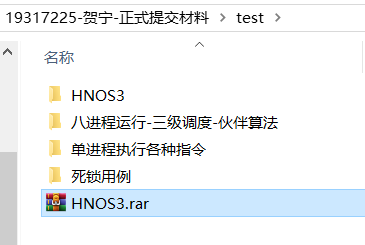 19317225-贺宁-正式提交材料 › test ›
名称
HNOS3
八进程运行-三级调度-伙伴算法
单进程执行各种指令
死锁用例
HNOS3.rar